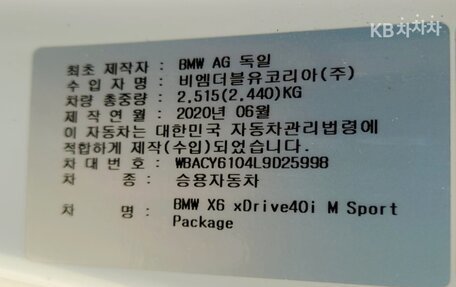 KB차차차
최초 제작자 : BMW AG 독일
수 입 자 명 : 비엠더블유코리아(주)
차량 총중량 : 2,515(2,440)KG
제 작 연 월 : 2020년 06월
이 자동차는 대한민국 자동차관리법령에
적합하게 제작(수입)되었습니다.
차 대 번 호 : WBACY6104L9D25998
차 종 : 승용자동차
차 명 : BMW X6 xDrive40i M Sport
Package